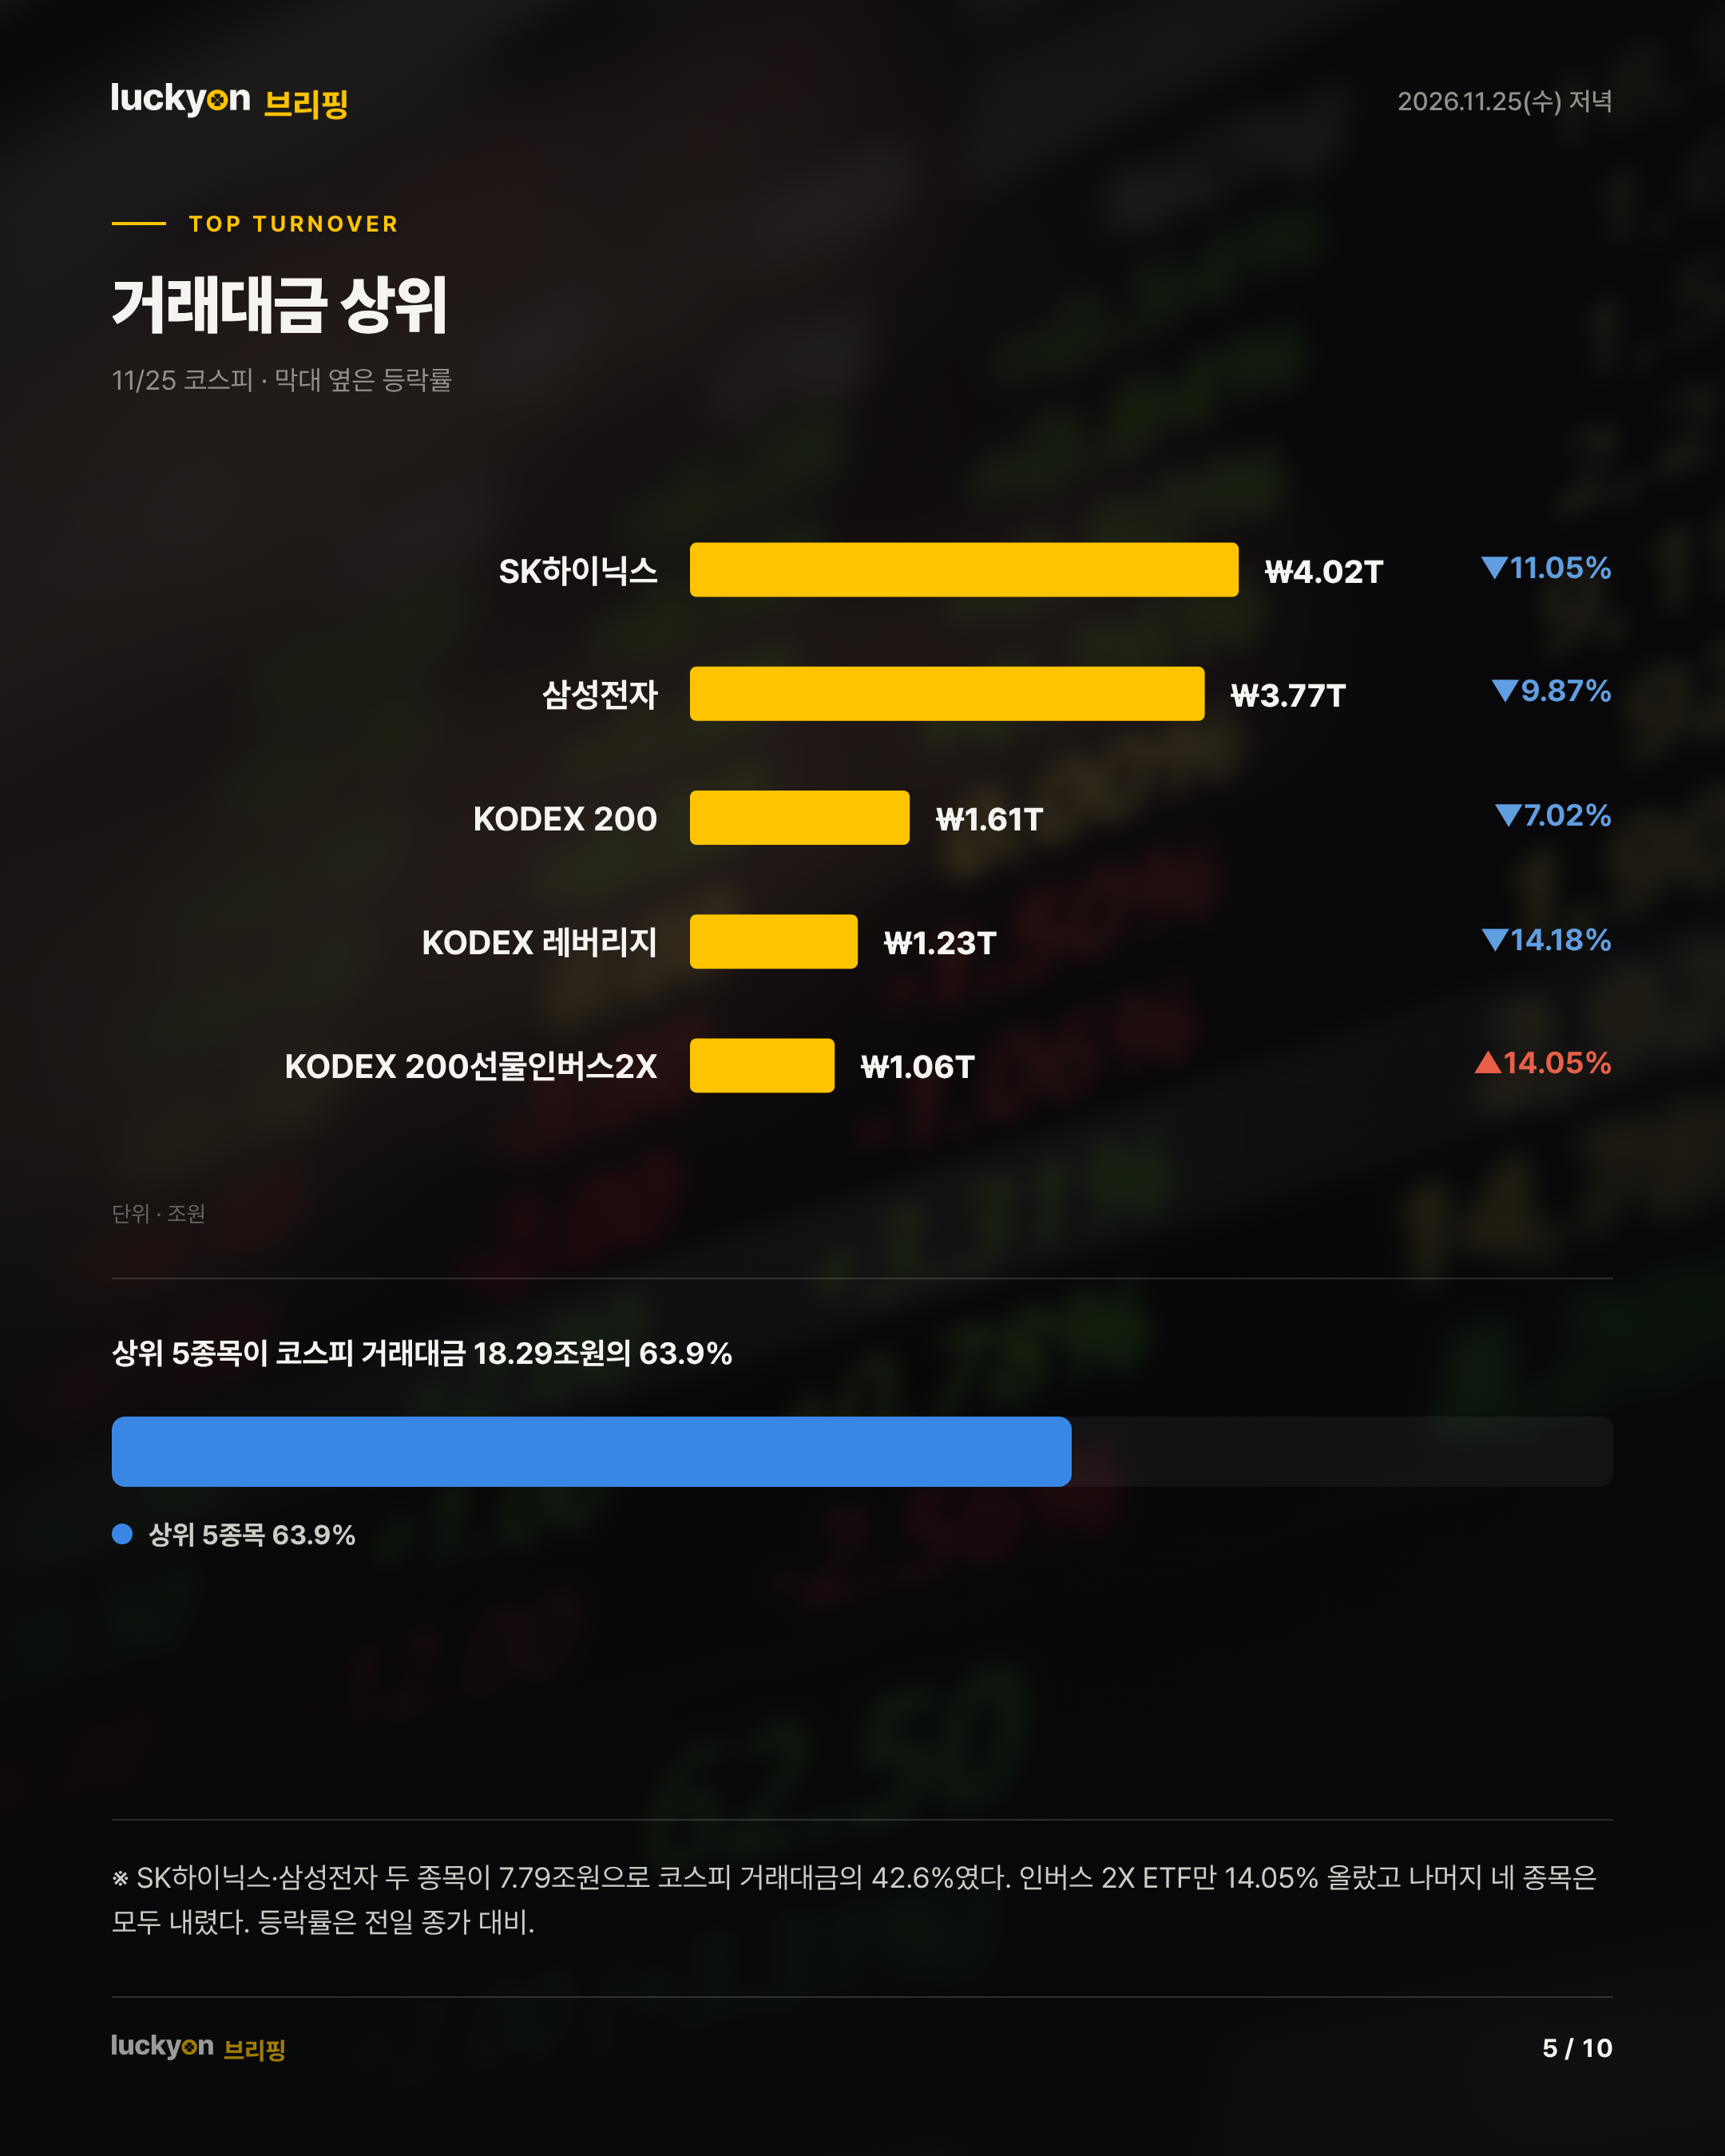 luckyon 브리핑
2026.11.25(수) 저녁
TOP TURNOVER
거래대금 상위
11/25 코스피 · 막대 옆은 등락률
SK하이닉스 ₩4.02T ▼11.05%
삼성전자 ₩3.77T ▼9.87%
KODEX 200 ₩1.61T ▼7.02%
KODEX 레버리지 ₩1.23T ▼14.18%
KODEX 200선물인버스2X ₩1.06T ▲14.05%
단위 · 조원
상위 5종목이 코스피 거래대금 18.29조원의 63.9%
상위 5종목 63.9%
※ SK하이닉스·삼성전자 두 종목이 7.79조원으로 코스피 거래대금의 42.6%였다. 인버스 2X ETF만 14.05% 올랐고 나머지 네 종목은
모두 내렸다. 등락률은 전일 종가 대비.
luckyon 브리핑
5 / 10